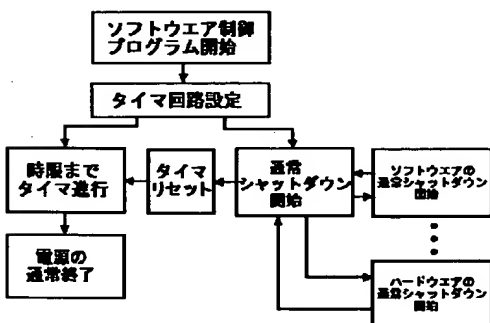 ソフトウエア制御
プログラム開始
タイマ回路設定
時限まで
タイマ進行
タイマ
リセット
通常
シャットダウン
開始
ソフトウエアの
通常シャットダウン
開始
電源の
通常終了
ハードウエアの
通常シャットダウン
開始